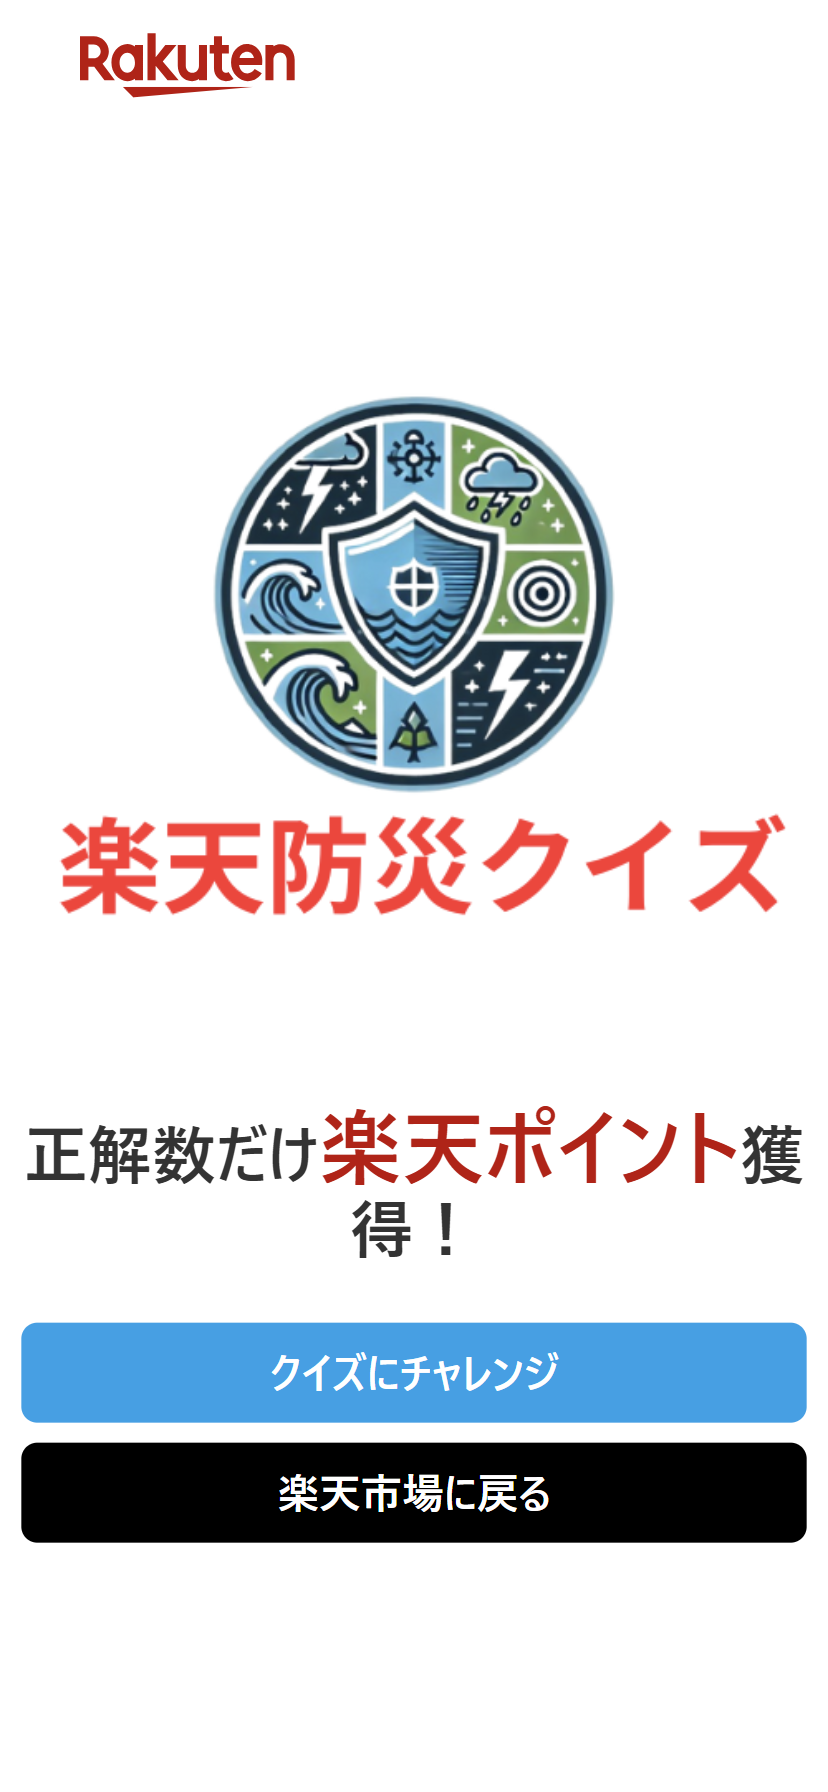 Rakuten
楽天防災クイズ
正解数だけ楽天ポイント獲
得！
クイズにチャレンジ
楽天市場に戻る